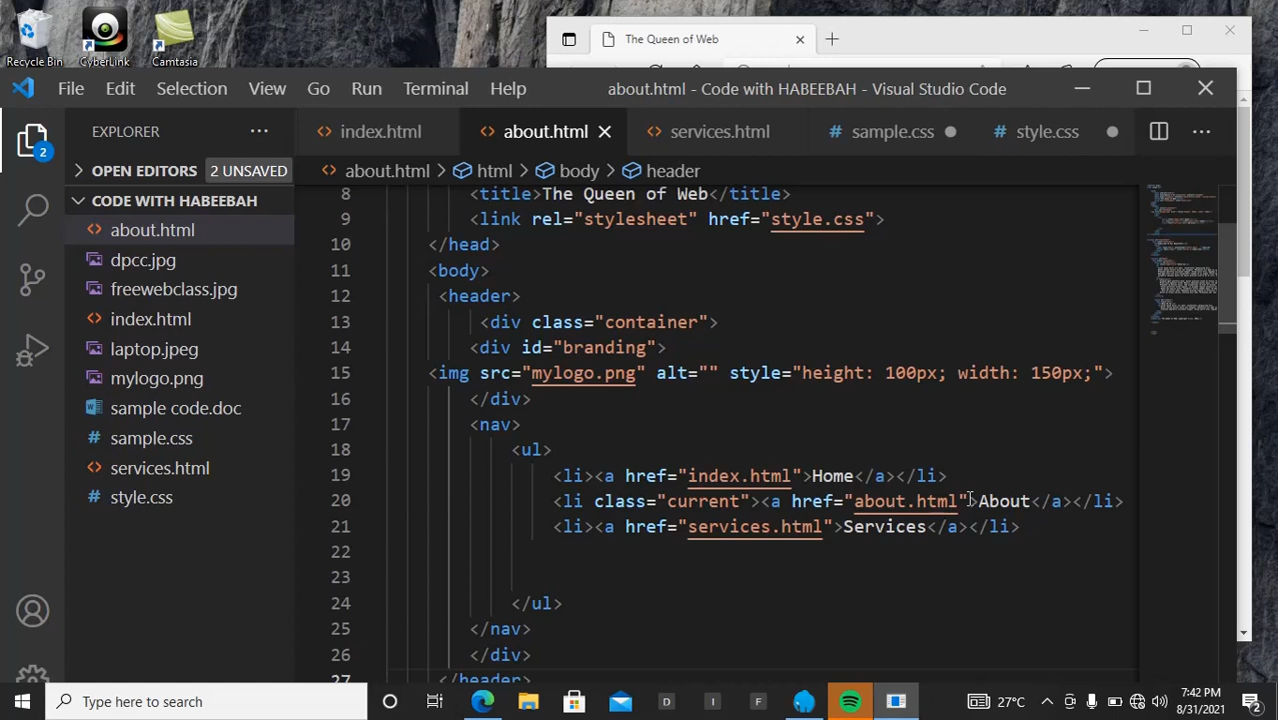 Recycle Bin
CyberLink
Camtasia
The Queen of Web
File Edit Selection View Go Run Terminal Help
about.html - Code with HABEEBAH - Visual Studio Code
EXPLORER
index.html
about.html
services.html
sample.css
style.css
2
OPEN EDITORS 2 UNSAVED
about.html > html > body > header
CODE WITH HABEEBAH
about.html
dpcc.jpg
freewebclass.jpg
index.html
laptop.jpeg
mylogo.png
sample code.doc
sample.css
services.html
style.css
8 <title>The Queen of Web</title>
9 <link rel="stylesheet" href="style.css">
10 </head>
11 <body>
12 <header>
13 <div class="container">
14 <div id="branding">
15 <img src="mylogo.png" alt="" style="height: 100px; width: 150px;">
16 </div>
17 <nav>
18 <ul>
19 <li><a href="index.html">Home</a></li>
20 <li class="current"><a href="about.html">About</a></li>
21 <li><a href="services.html">Services</a></li>
22
23
24 </ul>
25 </nav>
26 </div>
27 </header>
Type here to search
D
I
F
27°C
7:42 PM
8/31/2021
2